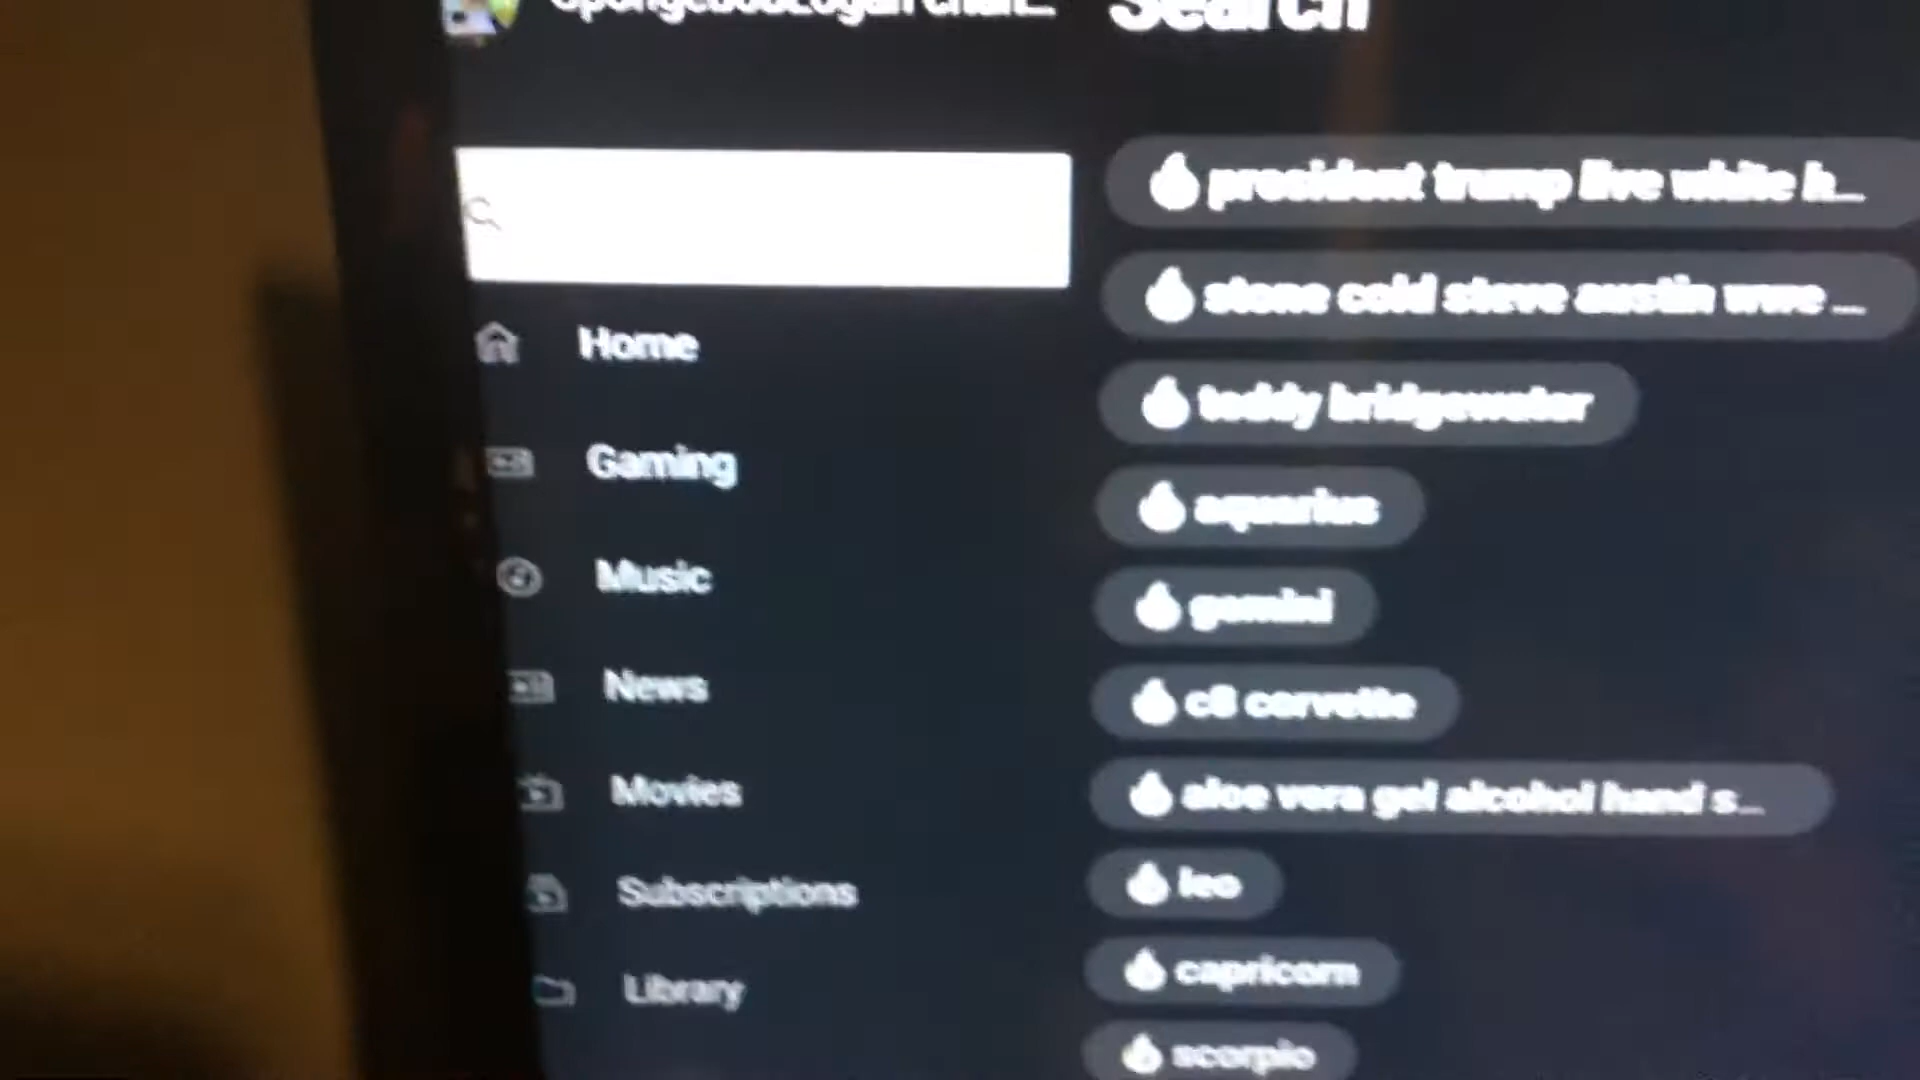 Search
president trump live white h...
stone cold steve austin wwe ...
teddy bridgewater
aquarius
gemini
c8 corvette
aloe vera gel alcohol hand s...
leo
capricorn
scorpio
Home
Gaming
Music
News
Movies
Subscriptions
Library